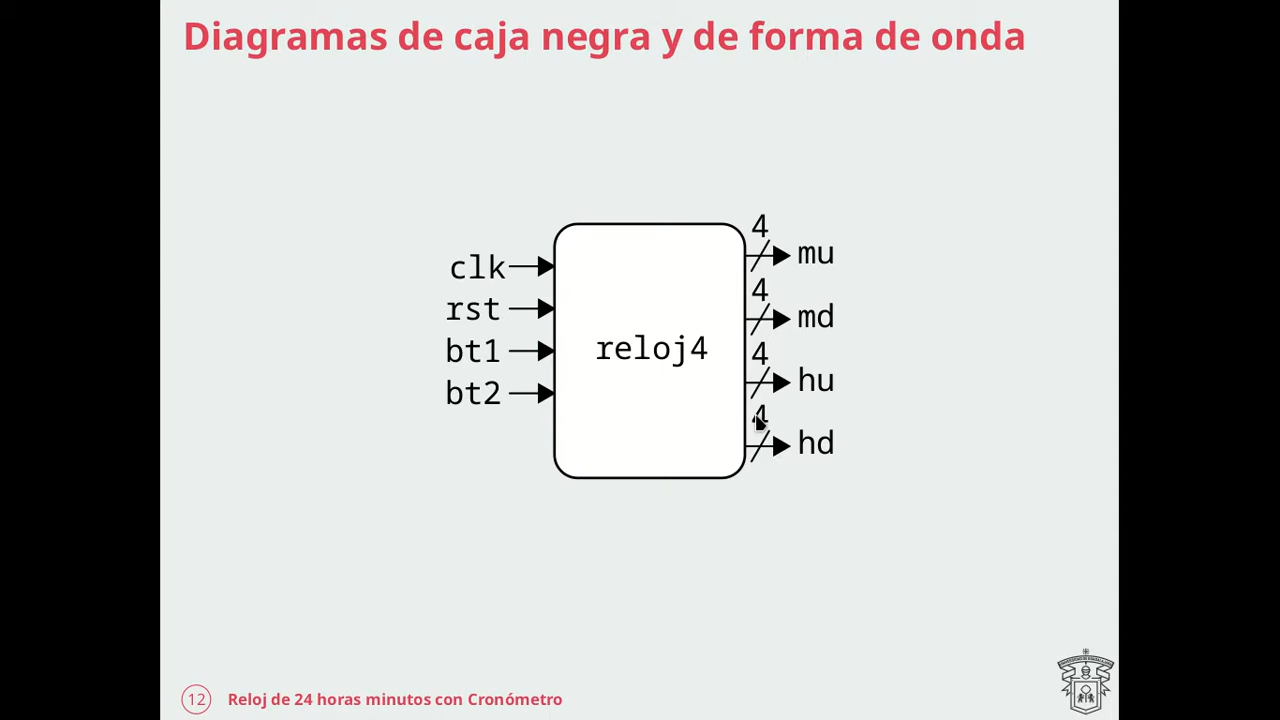 Diagramas de caja negra y de forma de onda
4
mu
clk
4
rst
md
bt1
reloj4
4
hu
bt2
4
hd
12 Reloj de 24 horas minutos con Cronómetro